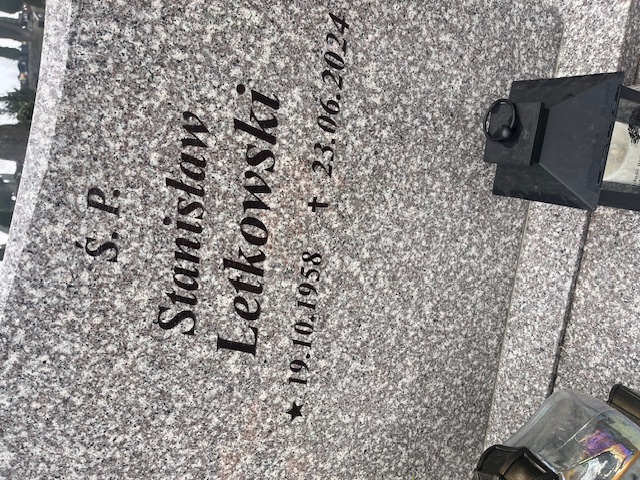 Ś. P.
Stanisław
Letkowski
★ 19.10.1958 ✝ 23.06.2024